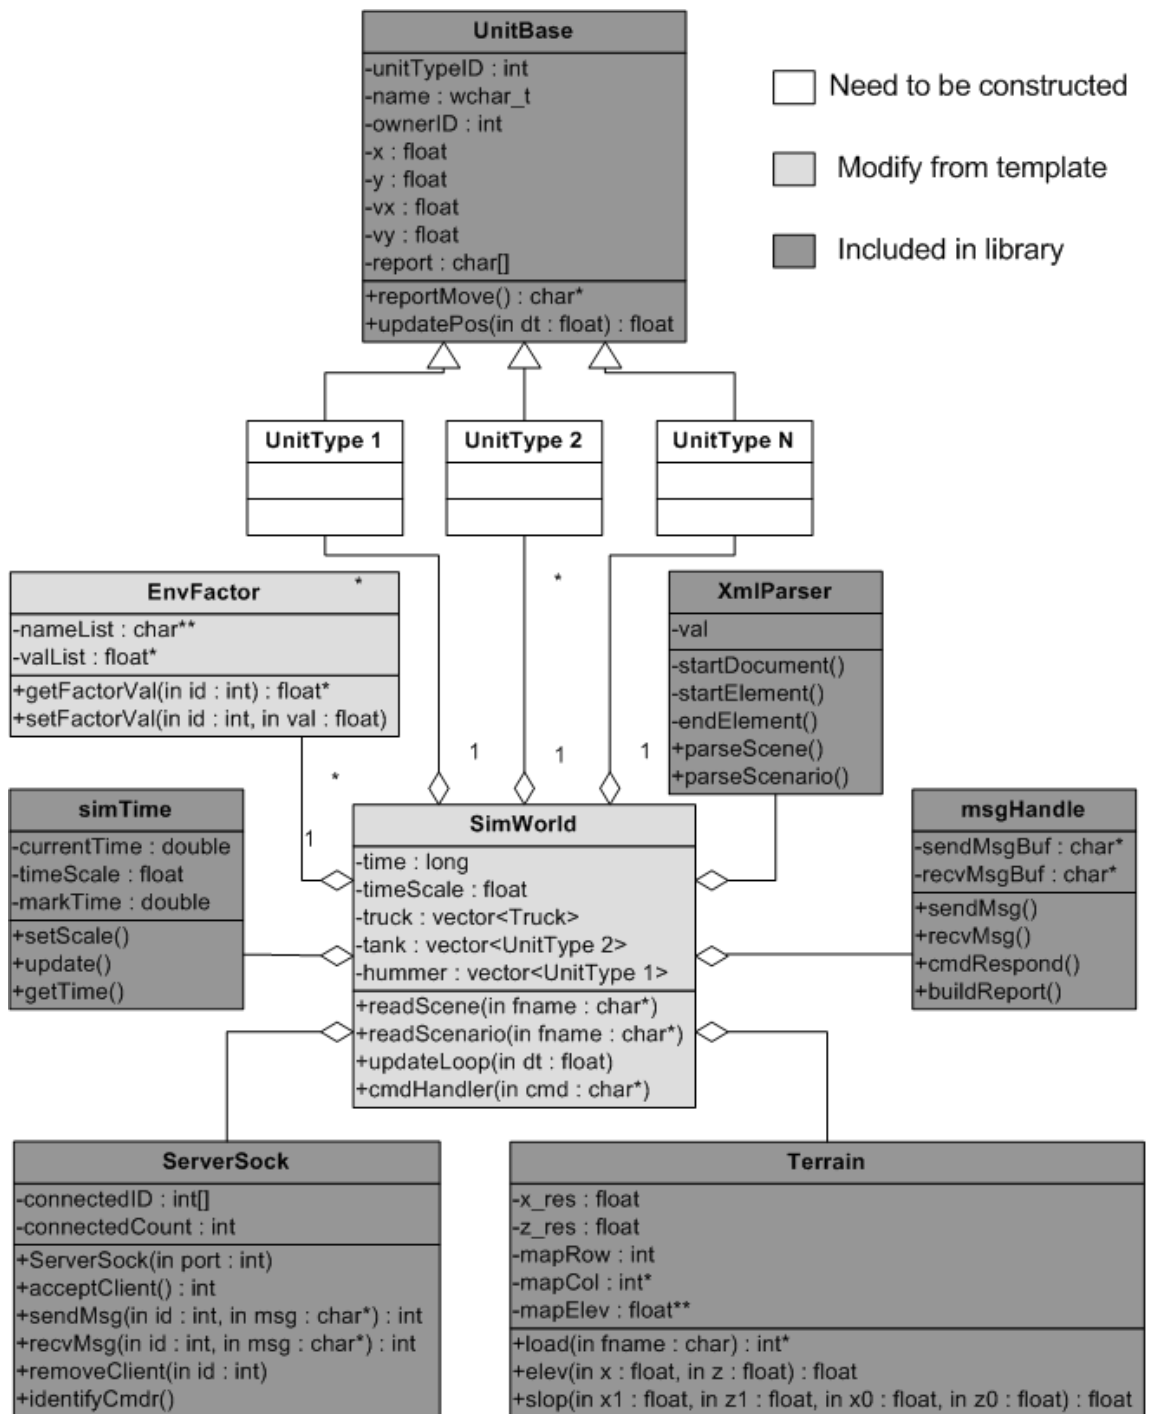 UnitBase
-unitTypeID : int
-name : wchar_t
-ownerID : int
-x : float
-y : float
-vx : float
-vy : float
-report : char[]
+reportMove() : char*
+updatePos(in dt : float) : float
Need to be constructed
Modify from template
Included in library
UnitType 1
UnitType 2
UnitType N
*
*
EnvFactor
-nameList : char**
-valList : float*
+getFactorVal(in id : int) : float*
+setFactorVal(in id : int, in val : float)
XmlParser
-val
-startDocument()
-startElement()
-endElement()
+parseScene()
+parseScenario()
*
1
1
1
1
simTime
-currentTime : double
-timeScale : float
-markTime : double
+setScale()
+update()
+getTime()
SimWorld
-time : long
-timeScale : float
-truck : vector<Truck>
-tank : vector<UnitType 2>
-hummer : vector<UnitType 1>
+readScene(in fname : char*)
+readScenario(in fname : char*)
+updateLoop(in dt : float)
+cmdHandler(in cmd : char*)
msgHandle
-sendMsgBuf : char*
-recvMsgBuf : char*
+sendMsg()
+recvMsg()
+cmdRespond()
+buildReport()
ServerSock
-connectedID : int[]
-connectedCount : int
+ServerSock(in port : int)
+acceptClient() : int
+sendMsg(in id : int, in msg : char*) : int
+recvMsg(in id : int, in msg : char*) : int
+removeClient(in id : int)
+identifyCmdr()
Terrain
-x_res : float
-z_res : float
-mapRow : int
-mapCol : int*
-mapElev : float**
+load(in fname : char) : int*
+elev(in x : float, in z : float) : float
+slop(in x1 : float, in z1 : float, in x0 : float, in z0 : float) : float